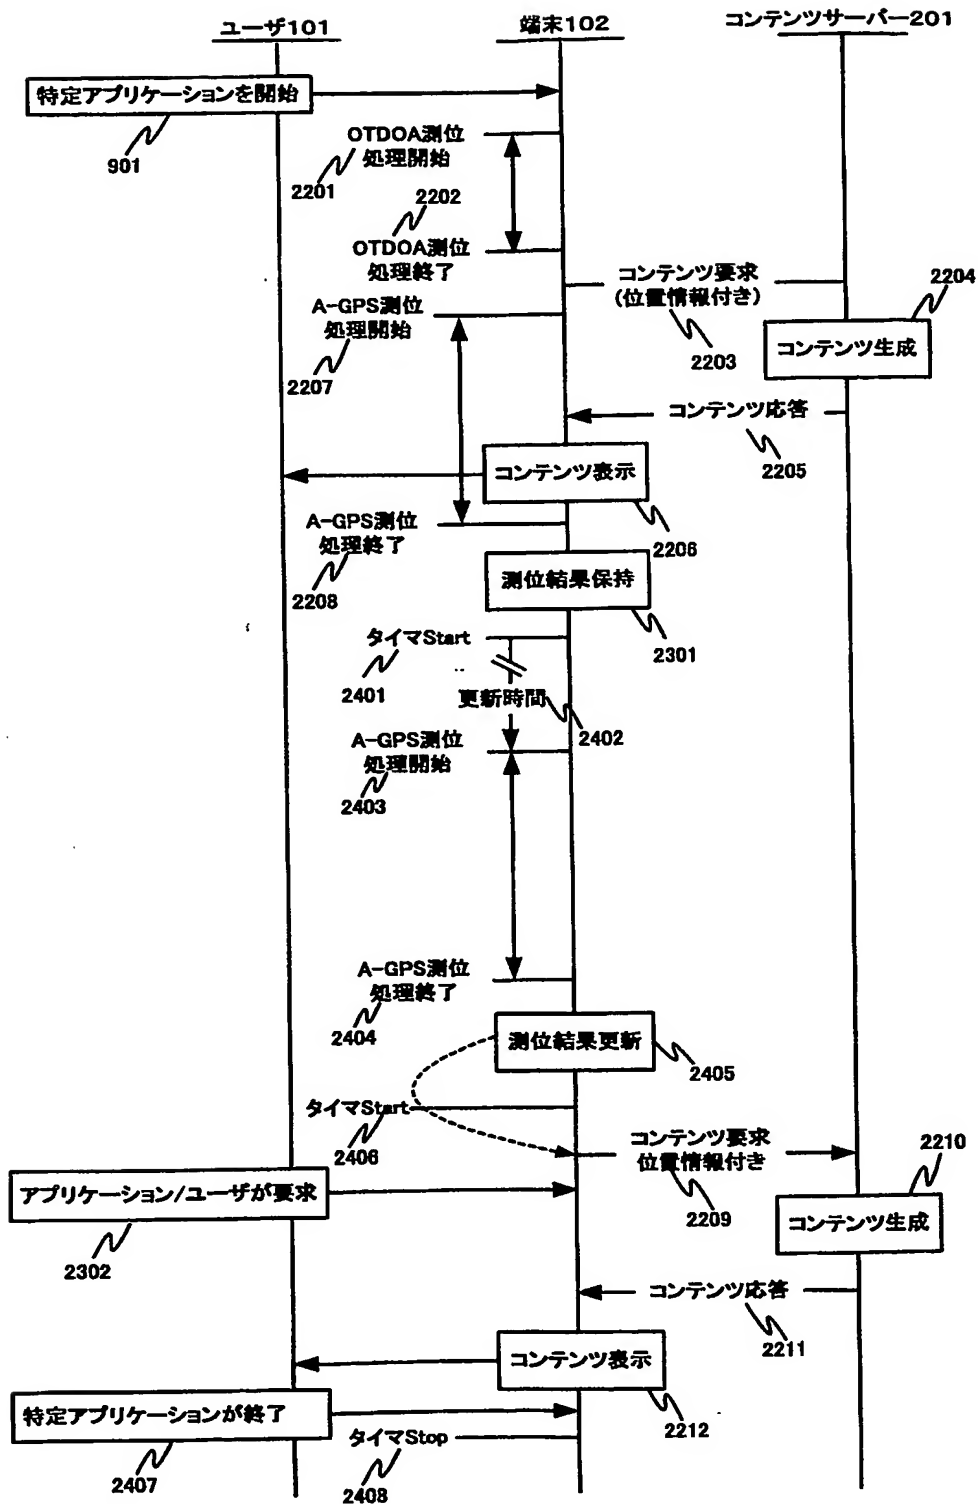 ユーザ101
端末102
コンテンツサーバー201
特定アプリケーションを開始
901
OTDOA測位
処理開始
2201
2202
OTDOA測位
処理終了
コンテンツ要求
(位置情報付き)
2203
2204
コンテンツ生成
A-GPS測位
処理開始
2207
コンテンツ応答
2205
コンテンツ表示
2206
A-GPS測位
処理終了
2208
測位結果保持
2301
タイマStart
2401
更新時間
2402
A-GPS測位
処理開始
2403
A-GPS測位
処理終了
2404
測位結果更新
2405
タイマStart
2406
コンテンツ要求
位置情報付き
2209
2210
アプリケーション/ユーザが要求
2302
コンテンツ生成
コンテンツ応答
2211
コンテンツ表示
2212
特定アプリケーションが終了
2407
タイマStop
2408